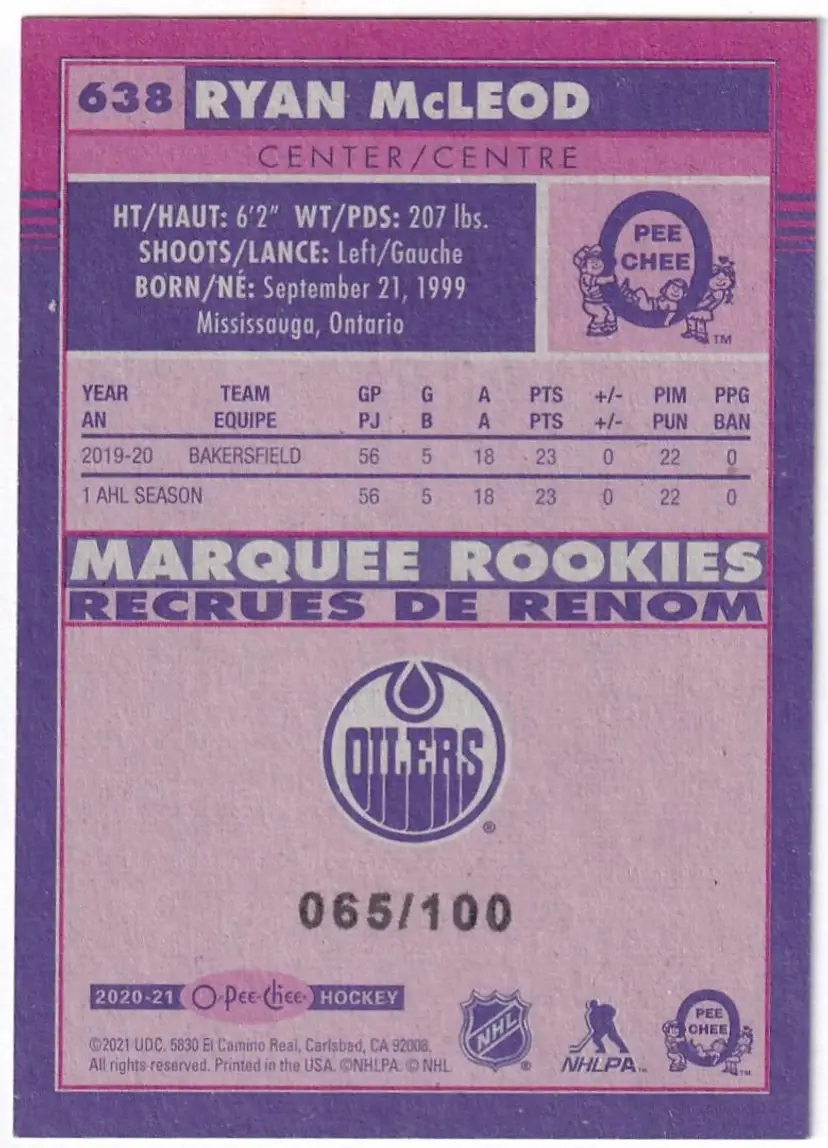 638 RYAN McLEOD
CENTER/CENTRE
HT/HAUT: 6'2" WT/PDS: 207 lbs.
SHOOTS/LANCE: Left/Gauche
BORN/NÉ: September 21, 1999
Mississauga, Ontario
PEE
CHEE
TM
YEAR TEAM GP G A PTS +/- PIM PPG
AN EQUIPE PJ B A PTS +/- PUN BAN
2019-20 BAKERSFIELD 56 5 18 23 0 22 0
1 AHL SEASON 56 5 18 23 0 22 0
MARQUEE ROOKIES
RECRUES DE RENOM
OILERS
®
065/100
2020-21 O-Pee-Chee HOCKEY
©2021 UDC. 5830 El Camino Real, Carlsbad, CA 92008.
All rights reserved. Printed in the USA. ©NHLPA. © NHL.
NHL ®
NHLPA TM
PEE
CHEE
TM